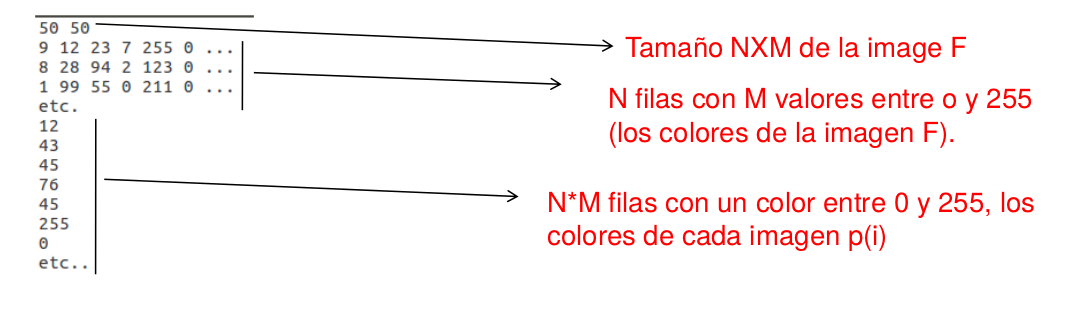 50 50
9 12 23 7 255 0 ...
8 28 94 2 123 0 ...
1 99 55 0 211 0 ...
etc.
12
43
45
76
45
255
0
etc..
Tamaño NXM de la image F
N filas con M valores entre o y 255
(los colores de la imagen F).
N*M filas con un color entre 0 y 255, los
colores de cada imagen p(i)